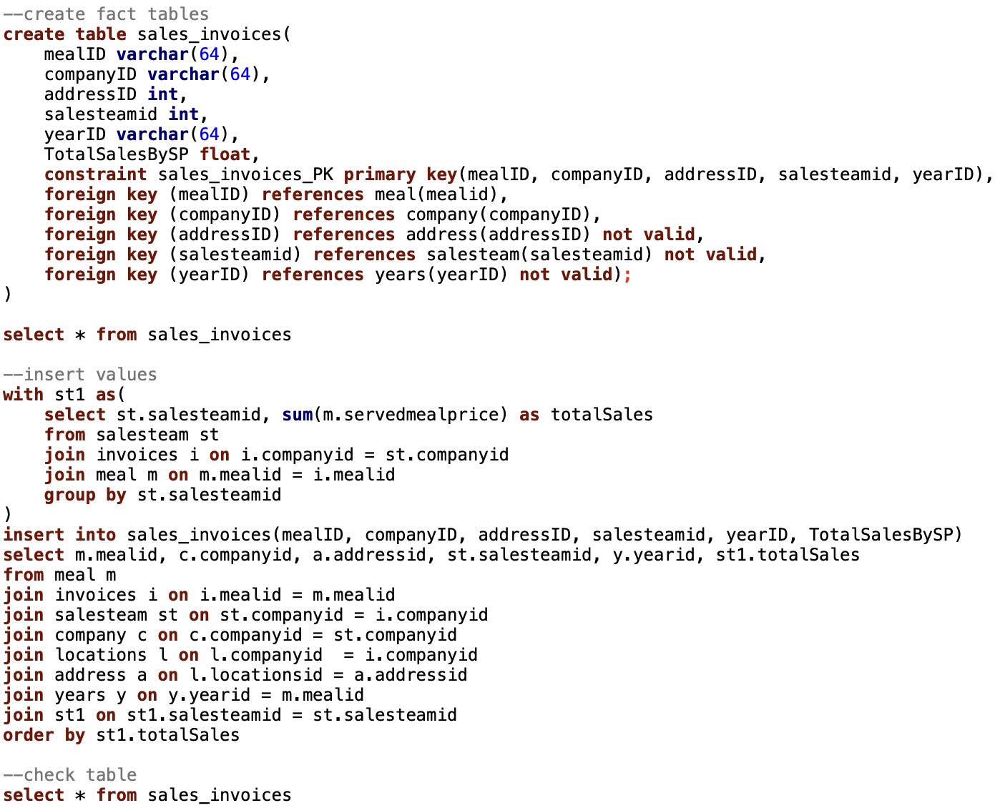 --create fact tables
create table sales_invoices(
    mealID varchar(64),
    companyID varchar(64),
    addressID int,
    salesteamid int,
    yearID varchar(64),
    TotalSalesBySP float,
    constraint sales_invoices_PK primary key(mealID, companyID, addressID, salesteamid, yearID),
    foreign key (mealID) references meal(mealid),
    foreign key (companyID) references company(companyID),
    foreign key (addressID) references address(addressID) not valid,
    foreign key (salesteamid) references salesteam(salesteamid) not valid,
    foreign key (yearID) references years(yearID) not valid);
)

select * from sales_invoices

--insert values
with st1 as(
    select st.salesteamid, sum(m.servedmealprice) as totalSales
    from salesteam st
    join invoices i on i.companyid = st.companyid
    join meal m on m.mealid = i.mealid
    group by st.salesteamid
)
insert into sales_invoices(mealID, companyID, addressID, salesteamid, yearID, TotalSalesBySP)
select m.mealid, c.companyid, a.addressid, st.salesteamid, y.yearid, st1.totalSales
from meal m
join invoices i on i.mealid = m.mealid
join salesteam st on st.companyid = i.companyid
join company c on c.companyid = st.companyid
join locations l on l.companyid  = i.companyid
join address a on l.locationsid = a.addressid
join years y on y.yearid = m.mealid
join st1 on st1.salesteamid = st.salesteamid
order by st1.totalSales

--check table
select * from sales_invoices